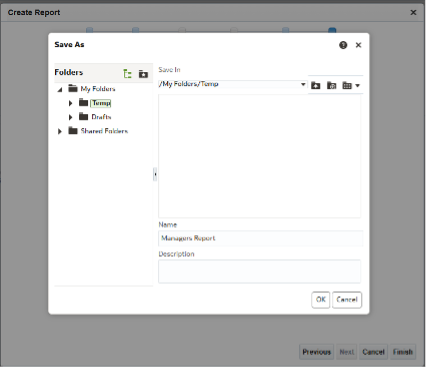 Create Report
Save As
Folders
Save In
My Folders
/My Folders/Temp
Temp
Drafts
Shared Folders
Name
Managers Report
Description
OK Cancel
Previous Next Cancel Finish